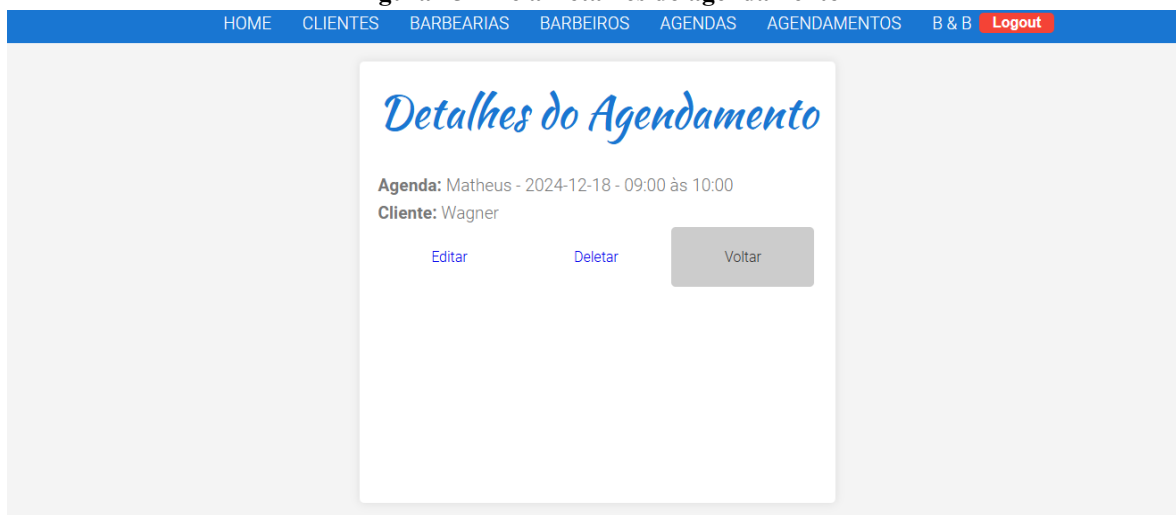 HOME CLIENTES BARBEARIAS BARBEIROS AGENDAS AGENDAMENTOS B & B Logout
Detalhes do Agendamento
Agenda: Matheus - 2024-12-18 - 09:00 às 10:00
Cliente: Wagner
Editar Deletar Voltar